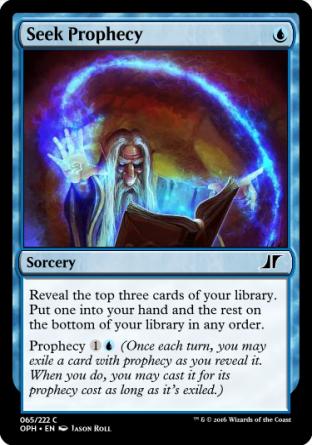 Seek Prophecy
Sorcery
Reveal the top three cards of your library.
Put one into your hand and the rest on
the bottom of your library in any order.
Prophecy 1 (Once each turn, you may
exile a card with prophecy as you reveal it.
When you do, you may cast it for its
prophecy cost as long as it's exiled.)
065/222 C
OPH • EN Jason Roll
™ & © 2016 Wizards of the Coast